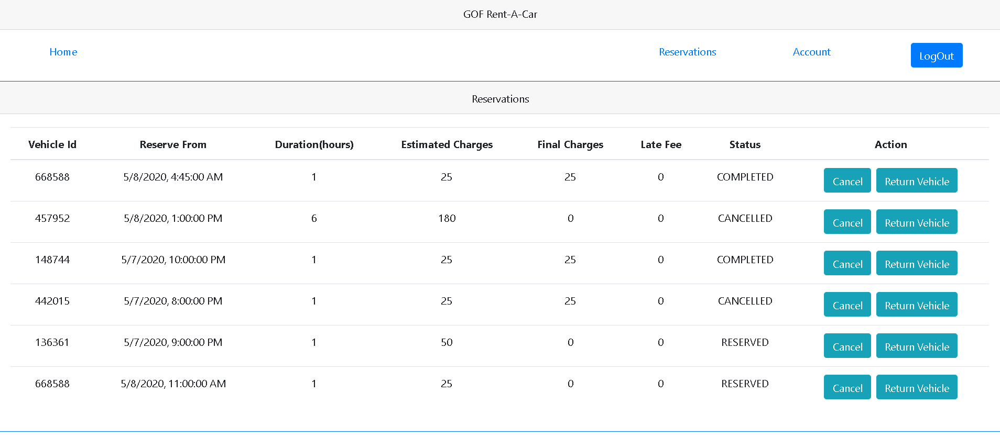 GOF Rent-A-Car
Home Reservations Account LogOut
Reservations
Vehicle Id Reserve From Duration(hours) Estimated Charges Final Charges Late Fee Status Action
668588 5/8/2020, 4:45:00 AM 1 25 25 0 COMPLETED Cancel Return Vehicle
457952 5/8/2020, 1:00:00 PM 6 180 0 0 CANCELLED Cancel Return Vehicle
148744 5/7/2020, 10:00:00 PM 1 25 25 0 COMPLETED Cancel Return Vehicle
442015 5/7/2020, 8:00:00 PM 1 25 25 0 CANCELLED Cancel Return Vehicle
136361 5/7/2020, 9:00:00 PM 1 50 0 0 RESERVED Cancel Return Vehicle
668588 5/8/2020, 11:00:00 AM 1 25 0 0 RESERVED Cancel Return Vehicle